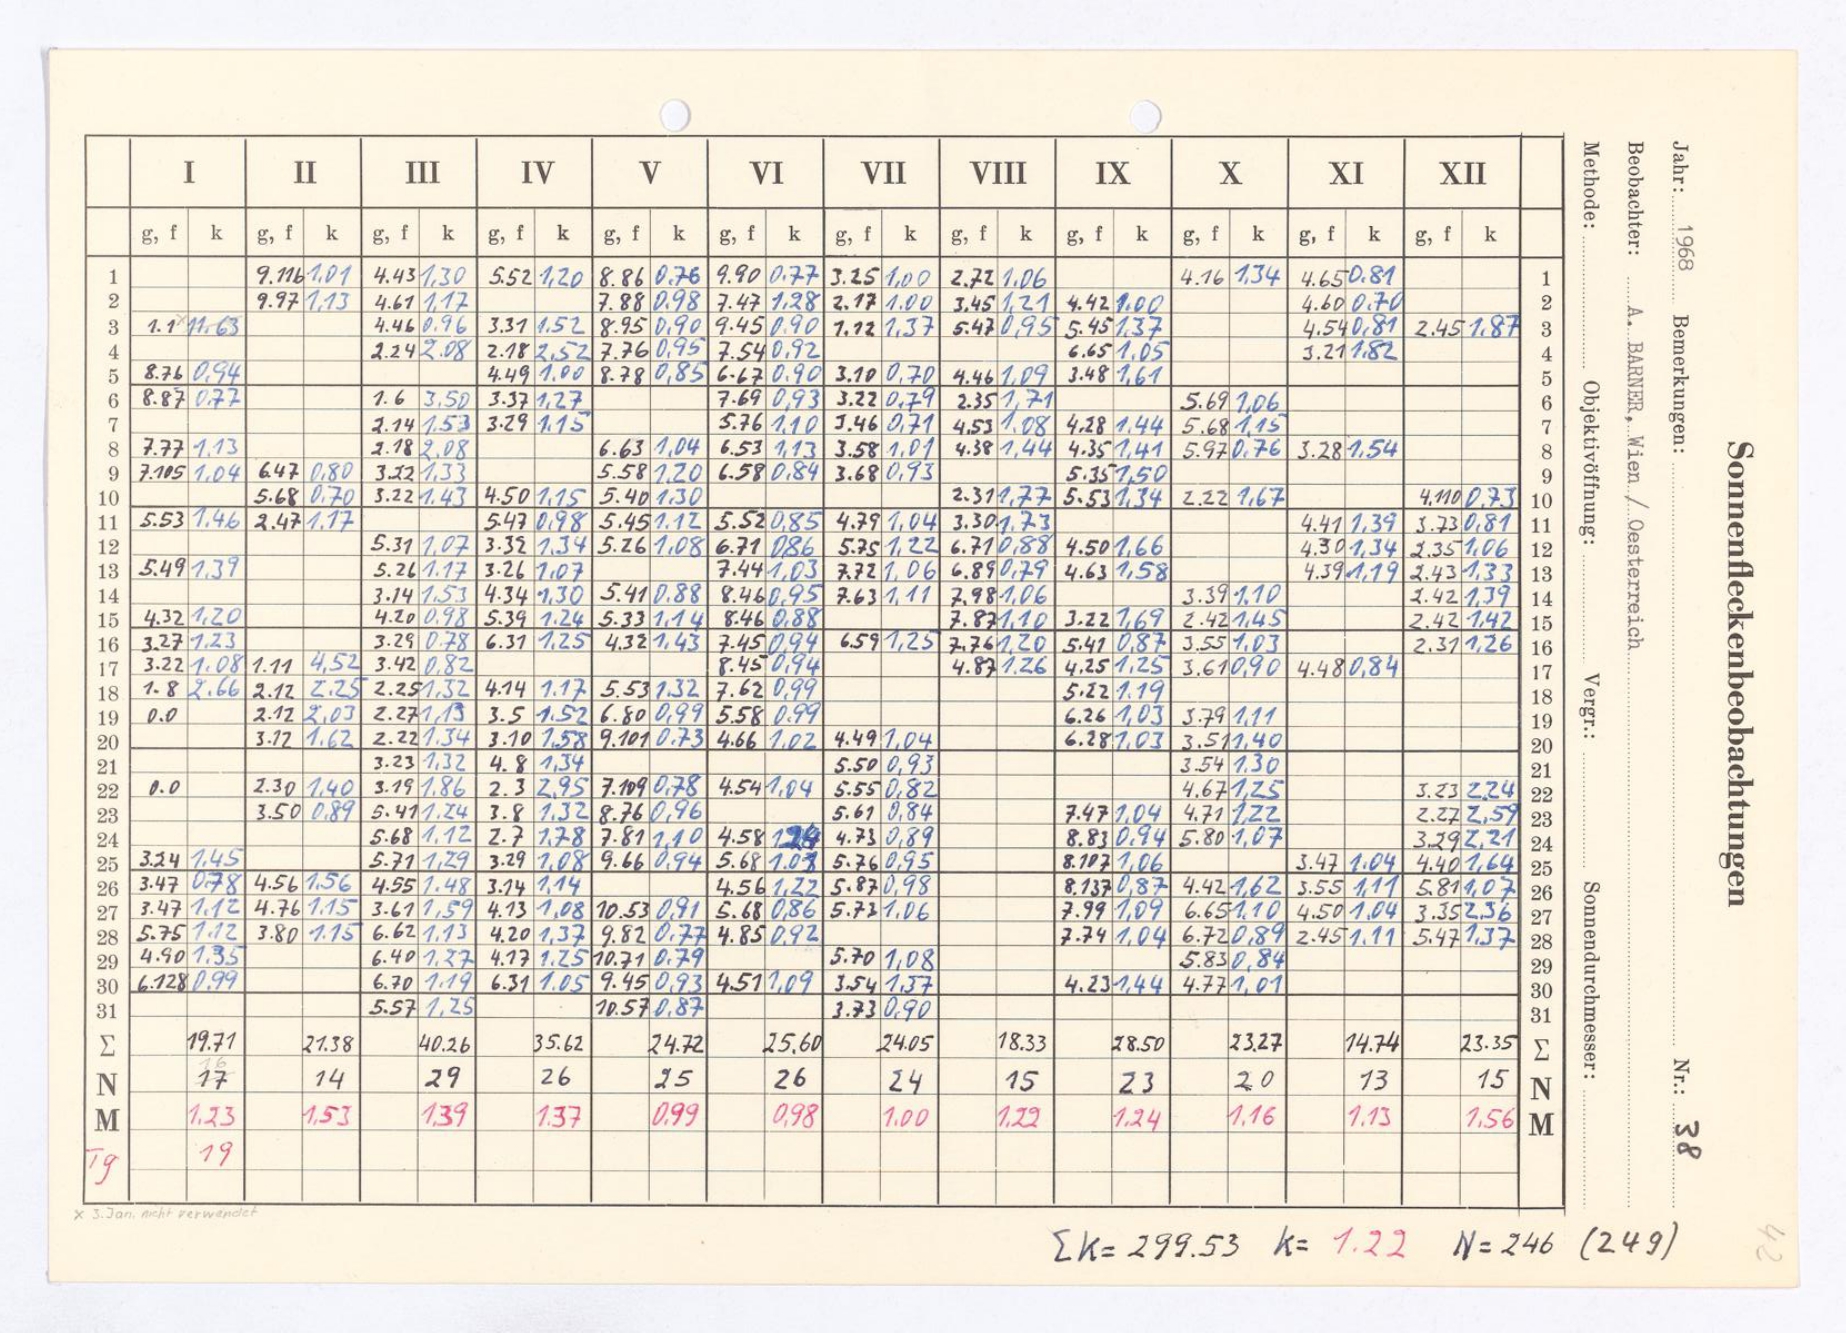 Sonnenfleckenbeobachtungen
Jahr: 1968 Bemerkungen: Nr.: 38
Beobachter: A. BARNER, Wien / Oesterreich
Methode: Objektivöffnung: Vergr.: Sonnendurchmesser:
I II III IV V VI VII VIII IX X XI XII
g, f k g, f k g, f k g, f k g, f k g, f k g, f k g, f k g, f k g, f k g, f k g, f k
1 9.116 1,01 4.43 1,30 5.52 1,20 8.86 0,76 9.90 0,77 3.25 1,00 2.72 1,06 4.16 1,34 4.65 0.81 1
2 9.97 1,13 4.61 1,17 7.88 0,98 7.47 1,28 2.17 1.00 3.45 1,21 4.42 1,00 4.60 0,70 2
3 1.1 x 11,63 4.46 0,96 3.31 1,52 8.95 0,90 9.45 0,90 1.12 1,37 5.47 0,95 5.45 1,37 4.54 0,81 2.45 1,87 3
4 2.24 2,08 2.18 2,52 7.76 0,95 7.54 0,92 6.65 1,05 3.21 1,82 4
5 8.76 0,94 4.49 1,00 8.78 0,85 6.67 0,90 3.10 0,70 4.46 1,09 3.48 1,61 5
6 8.87 0,77 1.6 3,50 3.37 1,27 7.69 0,93 3.22 0,79 2.35 1,71 5.69 1,06 6
7 2.14 1,53 3.29 1,15 5.76 1,10 3.46 0,71 4.53 1,08 4.28 1,44 5.68 1,15 7
8 7.77 1,13 2.18 2,08 6.63 1,04 6.53 1,13 3.58 1,01 4.38 1,44 4.35 1,41 5.97 0,76 3.28 1,54 8
9 7.105 1,04 6.47 0,80 3.22 1,33 5.58 1,20 6.58 0,84 3.68 0,93 5.35 1,50 9
10 5.68 0,70 3.22 1,43 4.50 1,15 5.40 1,30 2.31 1,77 5.53 1,34 2.22 1,67 4.110 0,73 10
11 5.53 1,46 2.47 1,17 5.47 0,98 5.45 1,12 5.52 0,85 4.79 1,04 3.30 1,73 4.41 1,39 3.73 0,81 11
12 5.31 1,07 3.32 1,34 5.26 1,08 6.71 0,86 5.75 1,22 6.71 0,88 4.50 1,66 4.30 1,34 2.35 1,06 12
13 5.49 1,39 5.26 1.17 3.26 1,07 7.44 1,03 7.72 1,06 6.89 0,79 4.63 1,58 4.39 1,19 2.43 1,33 13
14 3.14 1,53 4.34 1,30 5.41 0.88 8.46 0,95 7.63 1,11 7.98 1,06 3.39 1,10 2.42 1,39 14
15 4.32 1,20 4.20 0,98 5.39 1.24 5.33 1,14 8.46 0,88 7.87 1,10 3.22 1,69 2.42 1,45 2.42 1,42 15
16 3.27 1,23 3.29 0,78 6.31 1,25 4.32 1,43 7.45 0,94 6.59 1,25 7.76 1,20 5.41 0,87 3.55 1,03 2.31 1,26 16
17 3.22 1,08 1.11 4,52 3.42 0,82 8.45 0,94 4.87 1.26 4.25 1,25 3.61 0,90 4.48 0,84 17
18 1.8 2,66 2.12 2,25 2.25 1,32 4.14 1.17 5.53 1,32 7.62 0,99 5.22 1.19 18
19 0.0 2.12 2,03 2.27 1,13 3.5 1.52 6.80 0,99 5.58 0.99 6.26 1,03 3.79 1,11 19
20 3.12 1,62 2.22 1,34 3.10 1,58 9.101 0.73 4.66 1,02 4.49 1,04 6.28 1,03 3.51 1,40 20
21 3.23 1,32 4.8 1,34 5.50 0,93 3.54 1.30 21
22 0.0 2.30 1,40 3.19 1,86 2.3 2,95 7.109 0,78 4.54 1,04 5.55 0,82 4.67 1,25 3.23 2,24 22
23 3.50 0,89 5.41 1,24 3.8 1,32 8.76 0,96 5.61 0,84 7.47 1,04 4.71 1,22 2.27 2,59 23
24 5.68 1,12 2.7 1,78 7.81 1,10 4.58 1,24 4.73 0,89 8.83 0,94 5.80 1,07 3.29 2,21 24
25 3.24 1,45 5.71 1,29 3.29 1,08 9.66 0,94 5.68 1.03 5.76 0,95 8.107 1,06 3.47 1,04 4.40 1,64 25
26 3.47 0,78 4.56 1,56 4.55 1.48 3.14 1,14 4.56 1,22 5.87 0,98 8.137 0,87 4.42 1,62 3.55 1,11 5.81 1,07 26
27 3.47 1,12 4.76 1.15 3.61 1,59 4.13 1,08 10.53 0,91 5.68 0,86 5.73 1,06 7.99 1,09 6.65 1,10 4.50 1,04 3.35 2,36 27
28 5.75 1.12 3.80 1.15 6.62 1,13 4.20 1,37 9.82 0,77 4.85 0,92 7.74 1,04 6.72 0,89 2.45 1.11 5.47 1,37 28
29 4.90 1,35 6.40 1,27 4.17 1.25 10.71 0,79 5.70 1,08 5.83 0,84 29
30 6.128 0,99 6.70 1,19 6.31 1.05 9.45 0,93 4.51 1,09 3.54 1,37 4.23 1,44 4.77 1,01 30
31 5.57 1,25 10.57 0,87 3.73 0,90 31
Σ 19.71 21.38 40.26 35.62 24.72 25.60 24.05 18.33 28.50 23.27 14.74 23.35 Σ
16
N 17 14 29 26 25 26 24 15 23 20 13 15 N
M 1.23 1,53 1,39 1.37 0.99 0,98 1.00 1,22 1.24 1.16 1.13 1,56 M
Tg 19
x 3. Jan. nicht verwendet
ΣK = 299.53 k = 1.22 N = 246 (249)
42